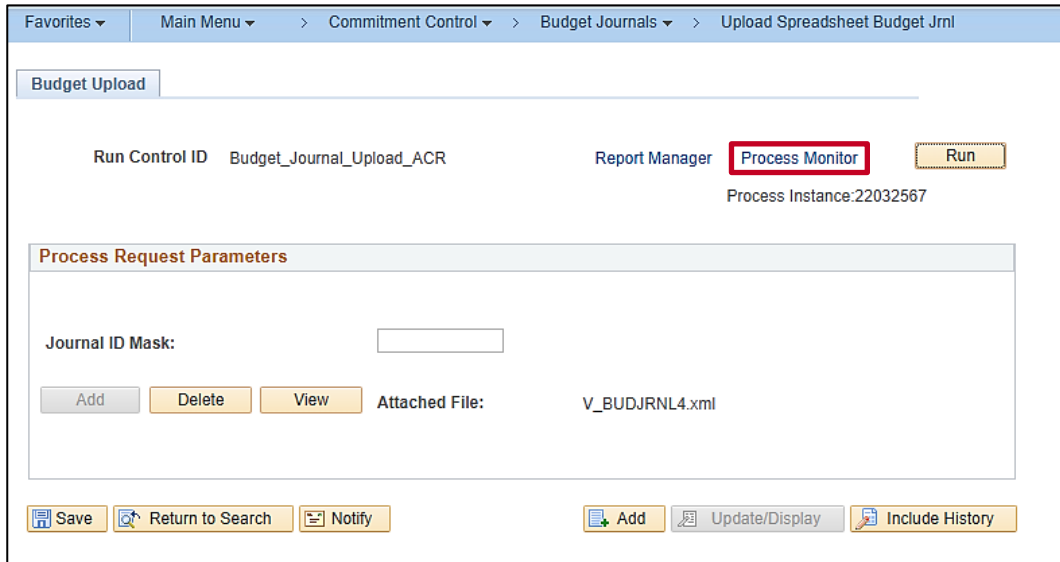 Favorites Main Menu > Commitment Control > Budget Journals > Upload Spreadsheet Budget Jrnl
Budget Upload
Run Control ID Budget_Journal_Upload_ACR Report Manager Process Monitor Run
Process Instance:22032567
Process Request Parameters
Journal ID Mask:
Add Delete View Attached File: V_BUDJRNL4.xml
Save Return to Search Notify Add Update/Display Include History